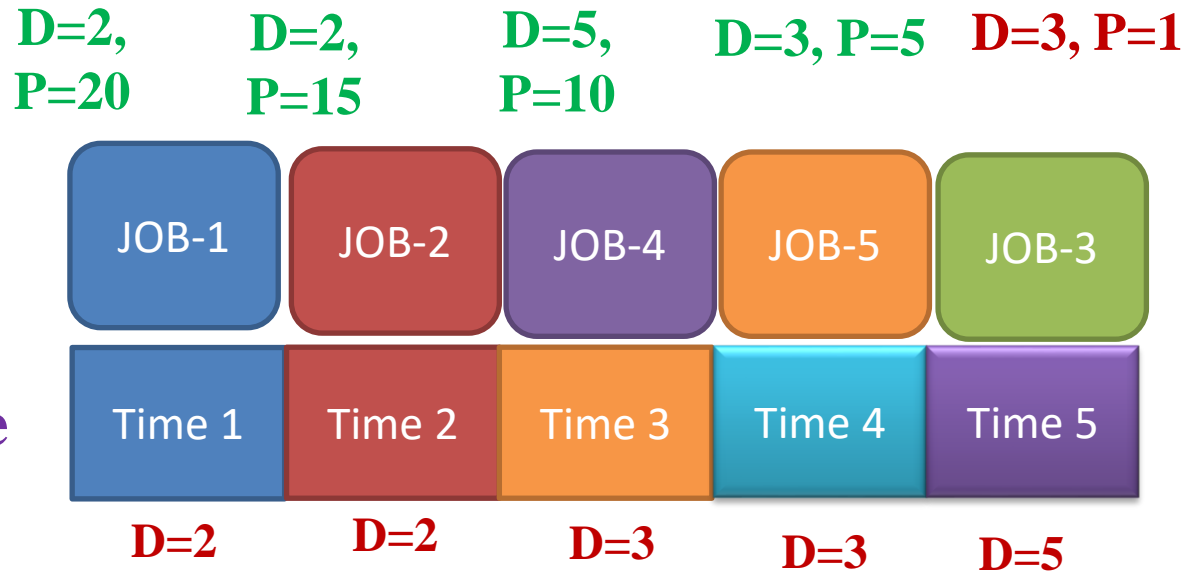 D=2,
P=20
D=2,
P=15
D=5,
P=10
D=3, P=5
D=3, P=1
JOB-1
JOB-2
JOB-4
JOB-5
JOB-3
e
Time 1
Time 2
Time 3
Time 4
Time 5
D=2
D=2
D=3
D=3
D=5